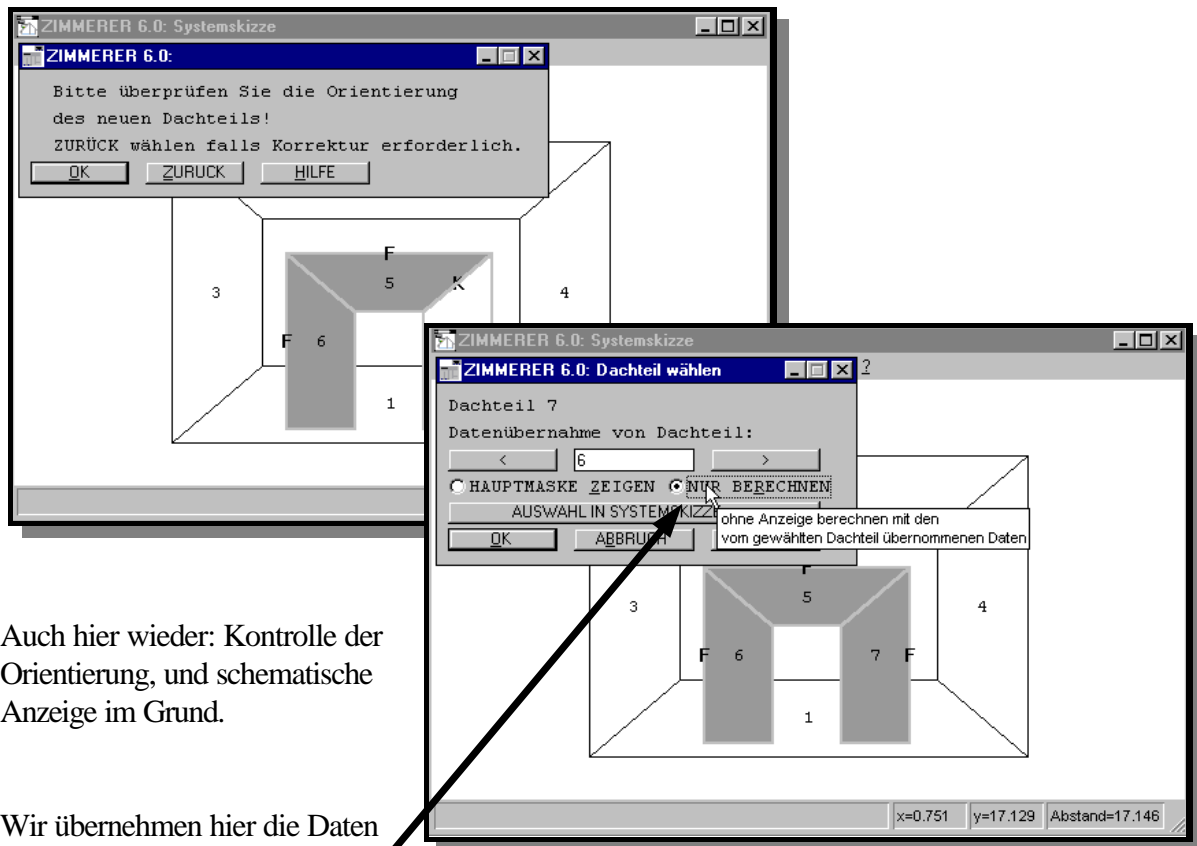 ZIMMERER 6.0: Systemskizze
ZIMMERER 6.0:
Bitte überprüfen Sie die Orientierung
des neuen Dachteils!
ZURÜCK wählen falls Korrektur erforderlich.
OK ZURUCK HILFE
F
5 K
3 4
F 6
1
ZIMMERER 6.0: Systemskizze
?
ZIMMERER 6.0: Dachteil wählen
Dachteil 7
Datenübernahme von Dachteil:
< 6 >
HAUPTMASKE ZEIGEN NUR BERECHNEN
AUSWAHL IN SYSTEMSKIZZE
ohne Anzeige berechnen mit den
vom gewählten Dachteil übernommenen Daten
OK ABBRUCH
F
5
3 4
F 6 7 F
1
x=0.751 y=17.129 Abstand=17.146
Auch hier wieder: Kontrolle der
Orientierung, und schematische
Anzeige im Grund.
Wir übernehmen hier die Daten